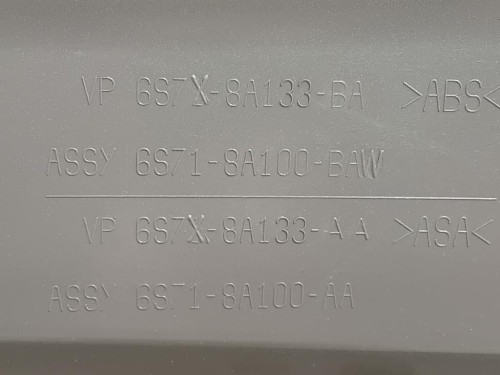 VP 6S7X-8A133-BA >ABS<
ASSY 6S71-8A100-BAW
VP 6S7X-8A133-AA >ASA<
ASSY 6S71-8A100-AA